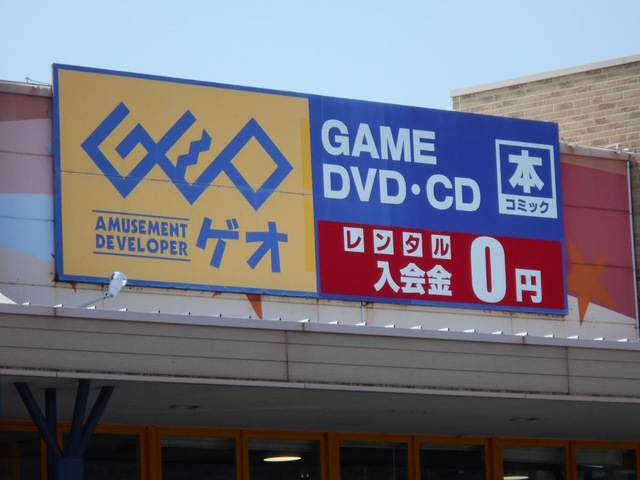 GEO
AMUSEMENT
DEVELOPER
ゲオ
GAME
DVD・CD
本
コミック
レンタル
入会金
0円